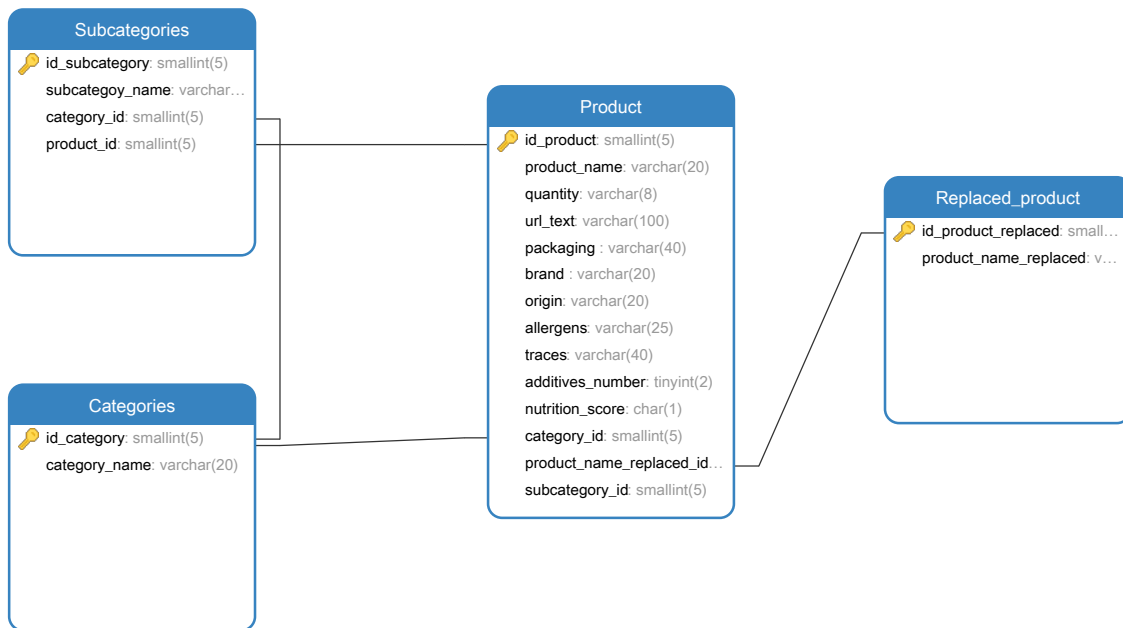 Subcategories
id_subcategory: smallint(5)
subcategoy_name: varchar...
category_id: smallint(5)
product_id: smallint(5)
Product
id_product: smallint(5)
product_name: varchar(20)
quantity: varchar(8)
url_text: varchar(100)
packaging : varchar(40)
brand : varchar(20)
origin: varchar(20)
allergens: varchar(25)
traces: varchar(40)
additives_number: tinyint(2)
nutrition_score: char(1)
category_id: smallint(5)
product_name_replaced_id...
subcategory_id: smallint(5)
Replaced_product
id_product_replaced: small...
product_name_replaced: v...
Categories
id_category: smallint(5)
category_name: varchar(20)